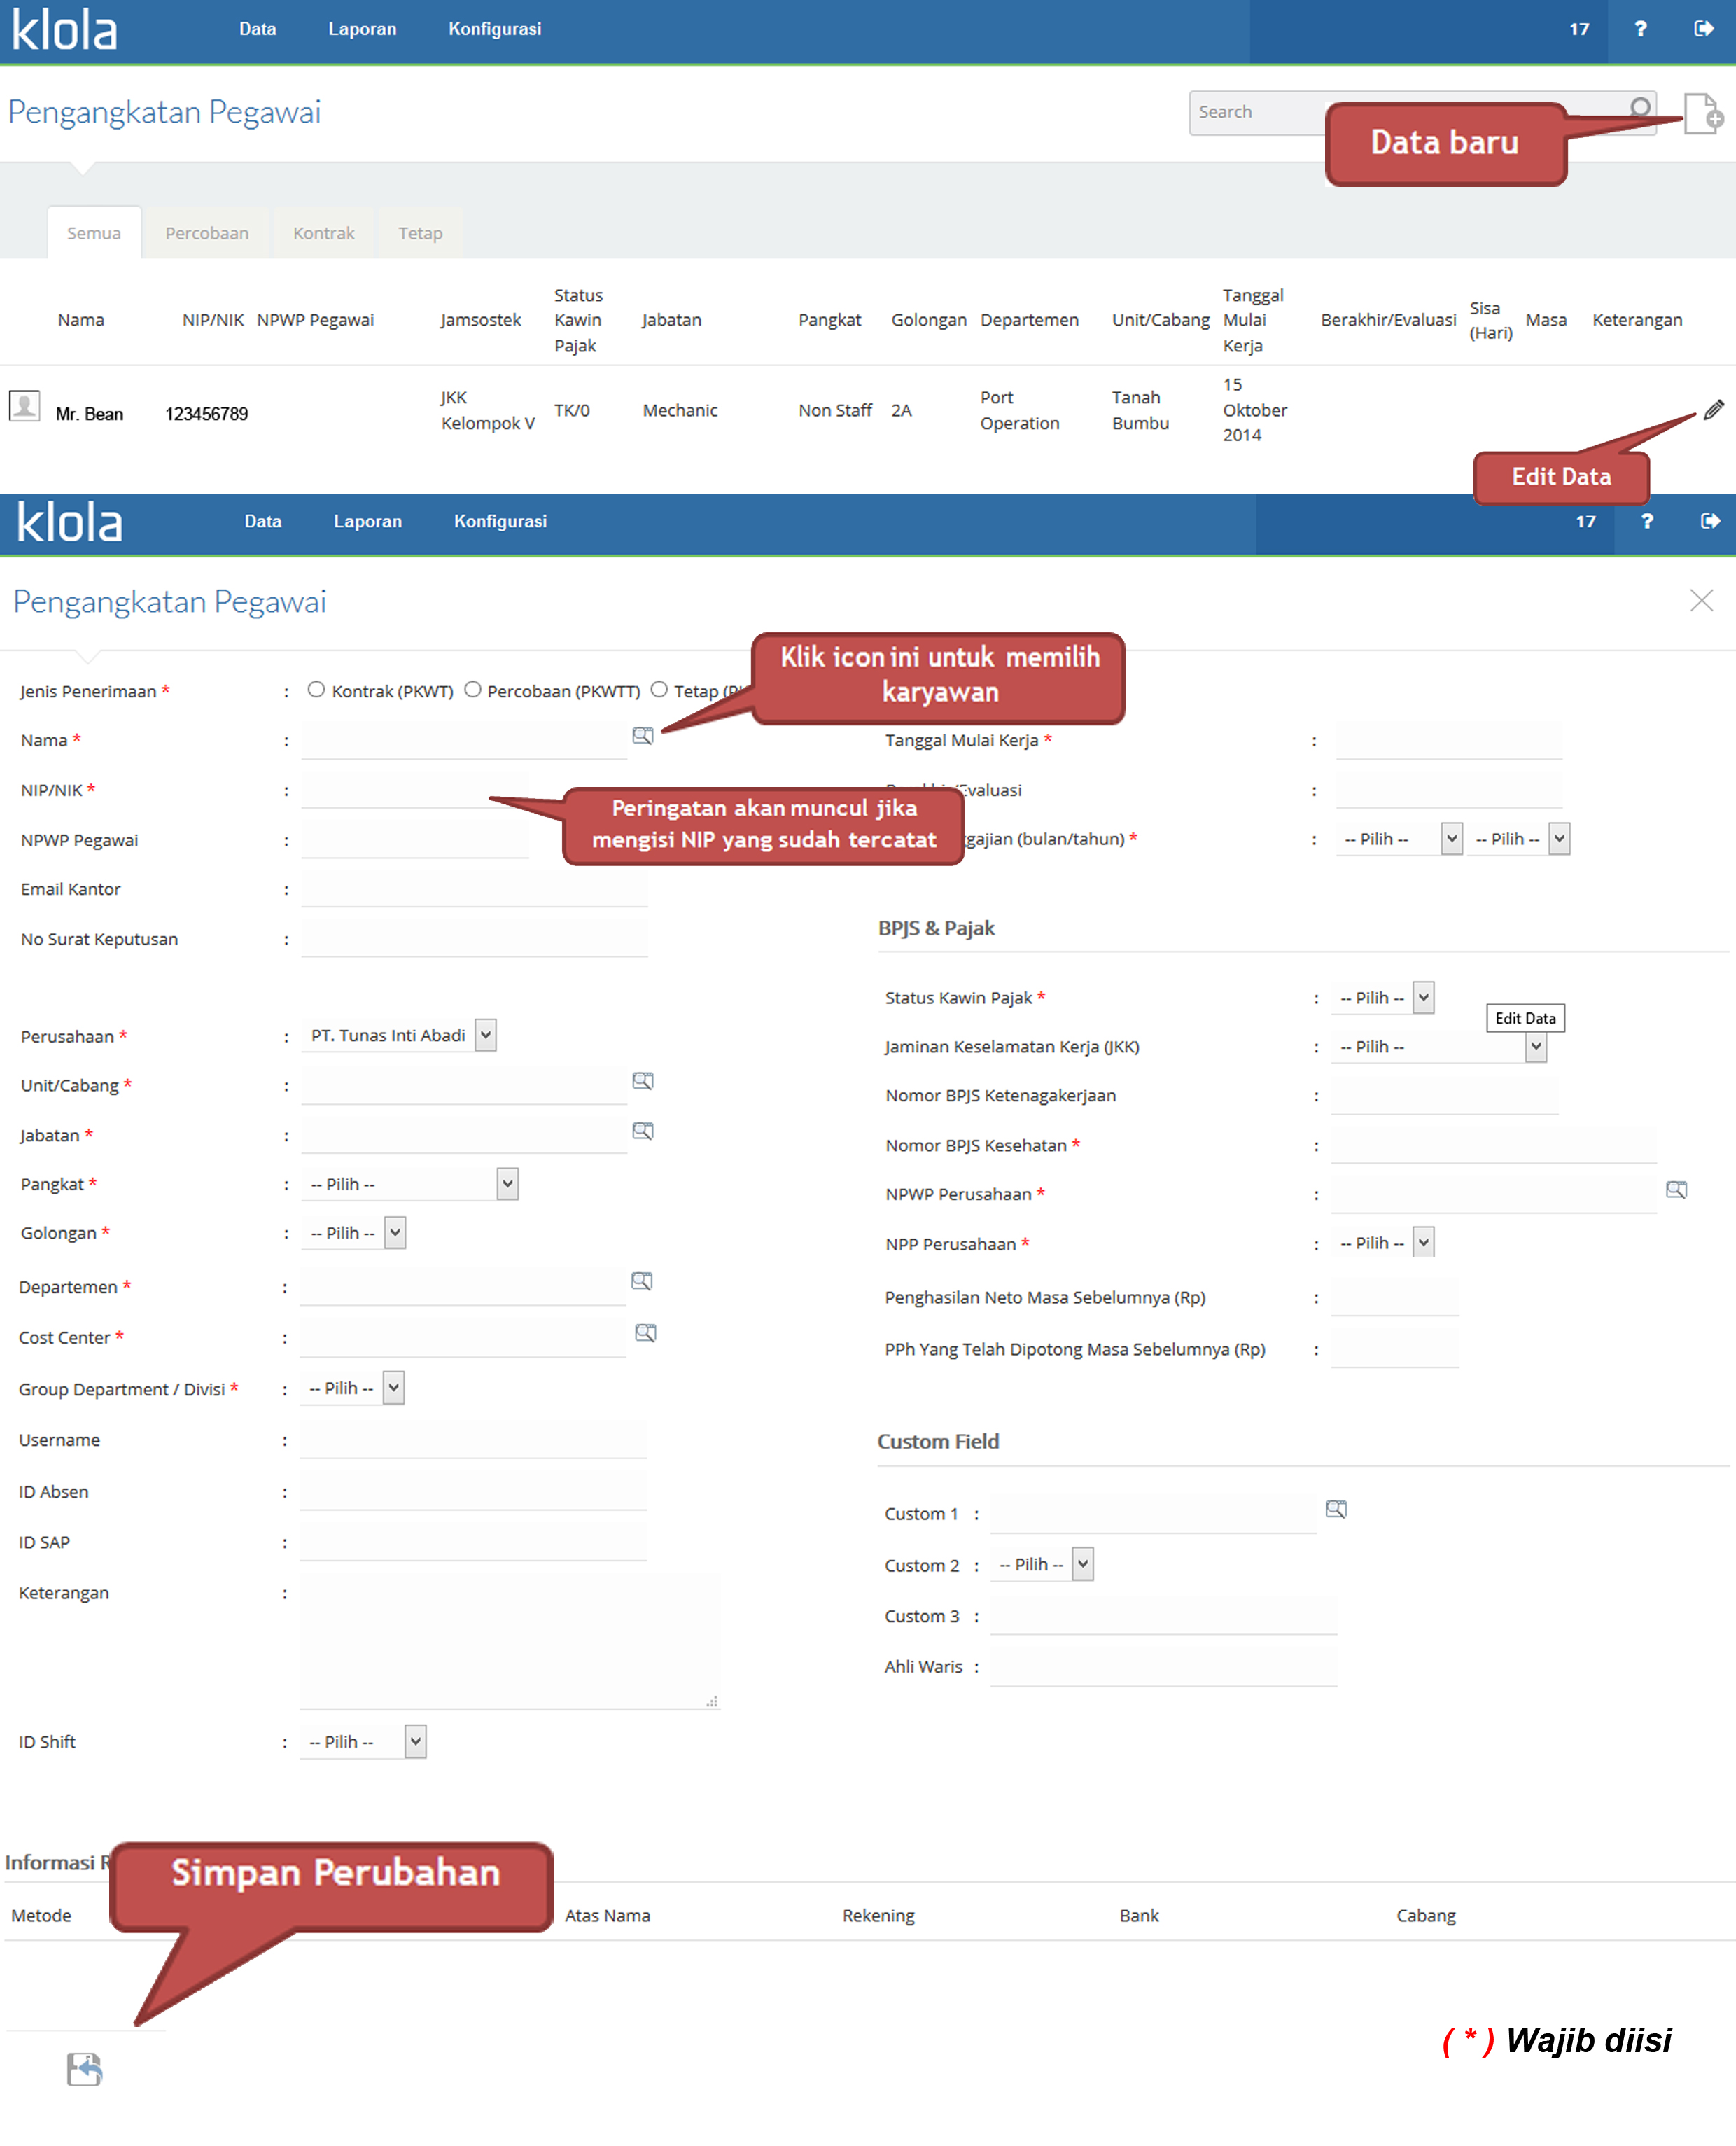 klola Data Laporan Konfigurasi 17 ?
Pengangkatan Pegawai
Search
Data baru
Semua Percobaan Kontrak Tetap
Nama NIP/NIK NPWP Pegawai Jamsostek Status Kawin Pajak Jabatan Pangkat Golongan Departemen Unit/Cabang Tanggal Mulai Kerja Berakhir/Evaluasi Sisa (Hari) Masa Keterangan
Mr. Bean 123456789 JKK Kelompok V TK/0 Mechanic Non Staff 2A Port Operation Tanah Bumbu 15 Oktober 2014
Edit Data
klola Data Laporan Konfigurasi 17 ?
Pengangkatan Pegawai
Klik icon ini untuk memilih
karyawan
Jenis Penerimaan * : Kontrak (PKWT) Percobaan (PKWTT) Tetap
Nama * :
NIP/NIK * :
Peringatan akan muncul jika
mengisi NIP yang sudah tercatat
NPWP Pegawai :
Email Kantor :
No Surat Keputusan :
Perusahaan * : PT. Tunas Inti Abadi
Unit/Cabang * :
Jabatan * :
Pangkat * : -- Pilih --
Golongan * : -- Pilih --
Departemen * :
Cost Center * :
Group Department / Divisi * : -- Pilih --
Username :
ID Absen :
ID SAP :
Keterangan :
ID Shift : -- Pilih --
Tanggal Mulai Kerja * :
/Evaluasi :
gajian (bulan/tahun) * : -- Pilih -- -- Pilih --
BPJS & Pajak
Status Kawin Pajak * : -- Pilih --
Edit Data
Jaminan Keselamatan Kerja (JKK) : -- Pilih --
Nomor BPJS Ketenagakerjaan :
Nomor BPJS Kesehatan * :
NPWP Perusahaan * :
NPP Perusahaan * : -- Pilih --
Penghasilan Neto Masa Sebelumnya (Rp) :
PPh Yang Telah Dipotong Masa Sebelumnya (Rp) :
Custom Field
Custom 1 :
Custom 2 : -- Pilih --
Custom 3 :
Ahli Waris :
Informasi
Simpan Perubahan
Metode Atas Nama Rekening Bank Cabang
( * ) Wajib diisi